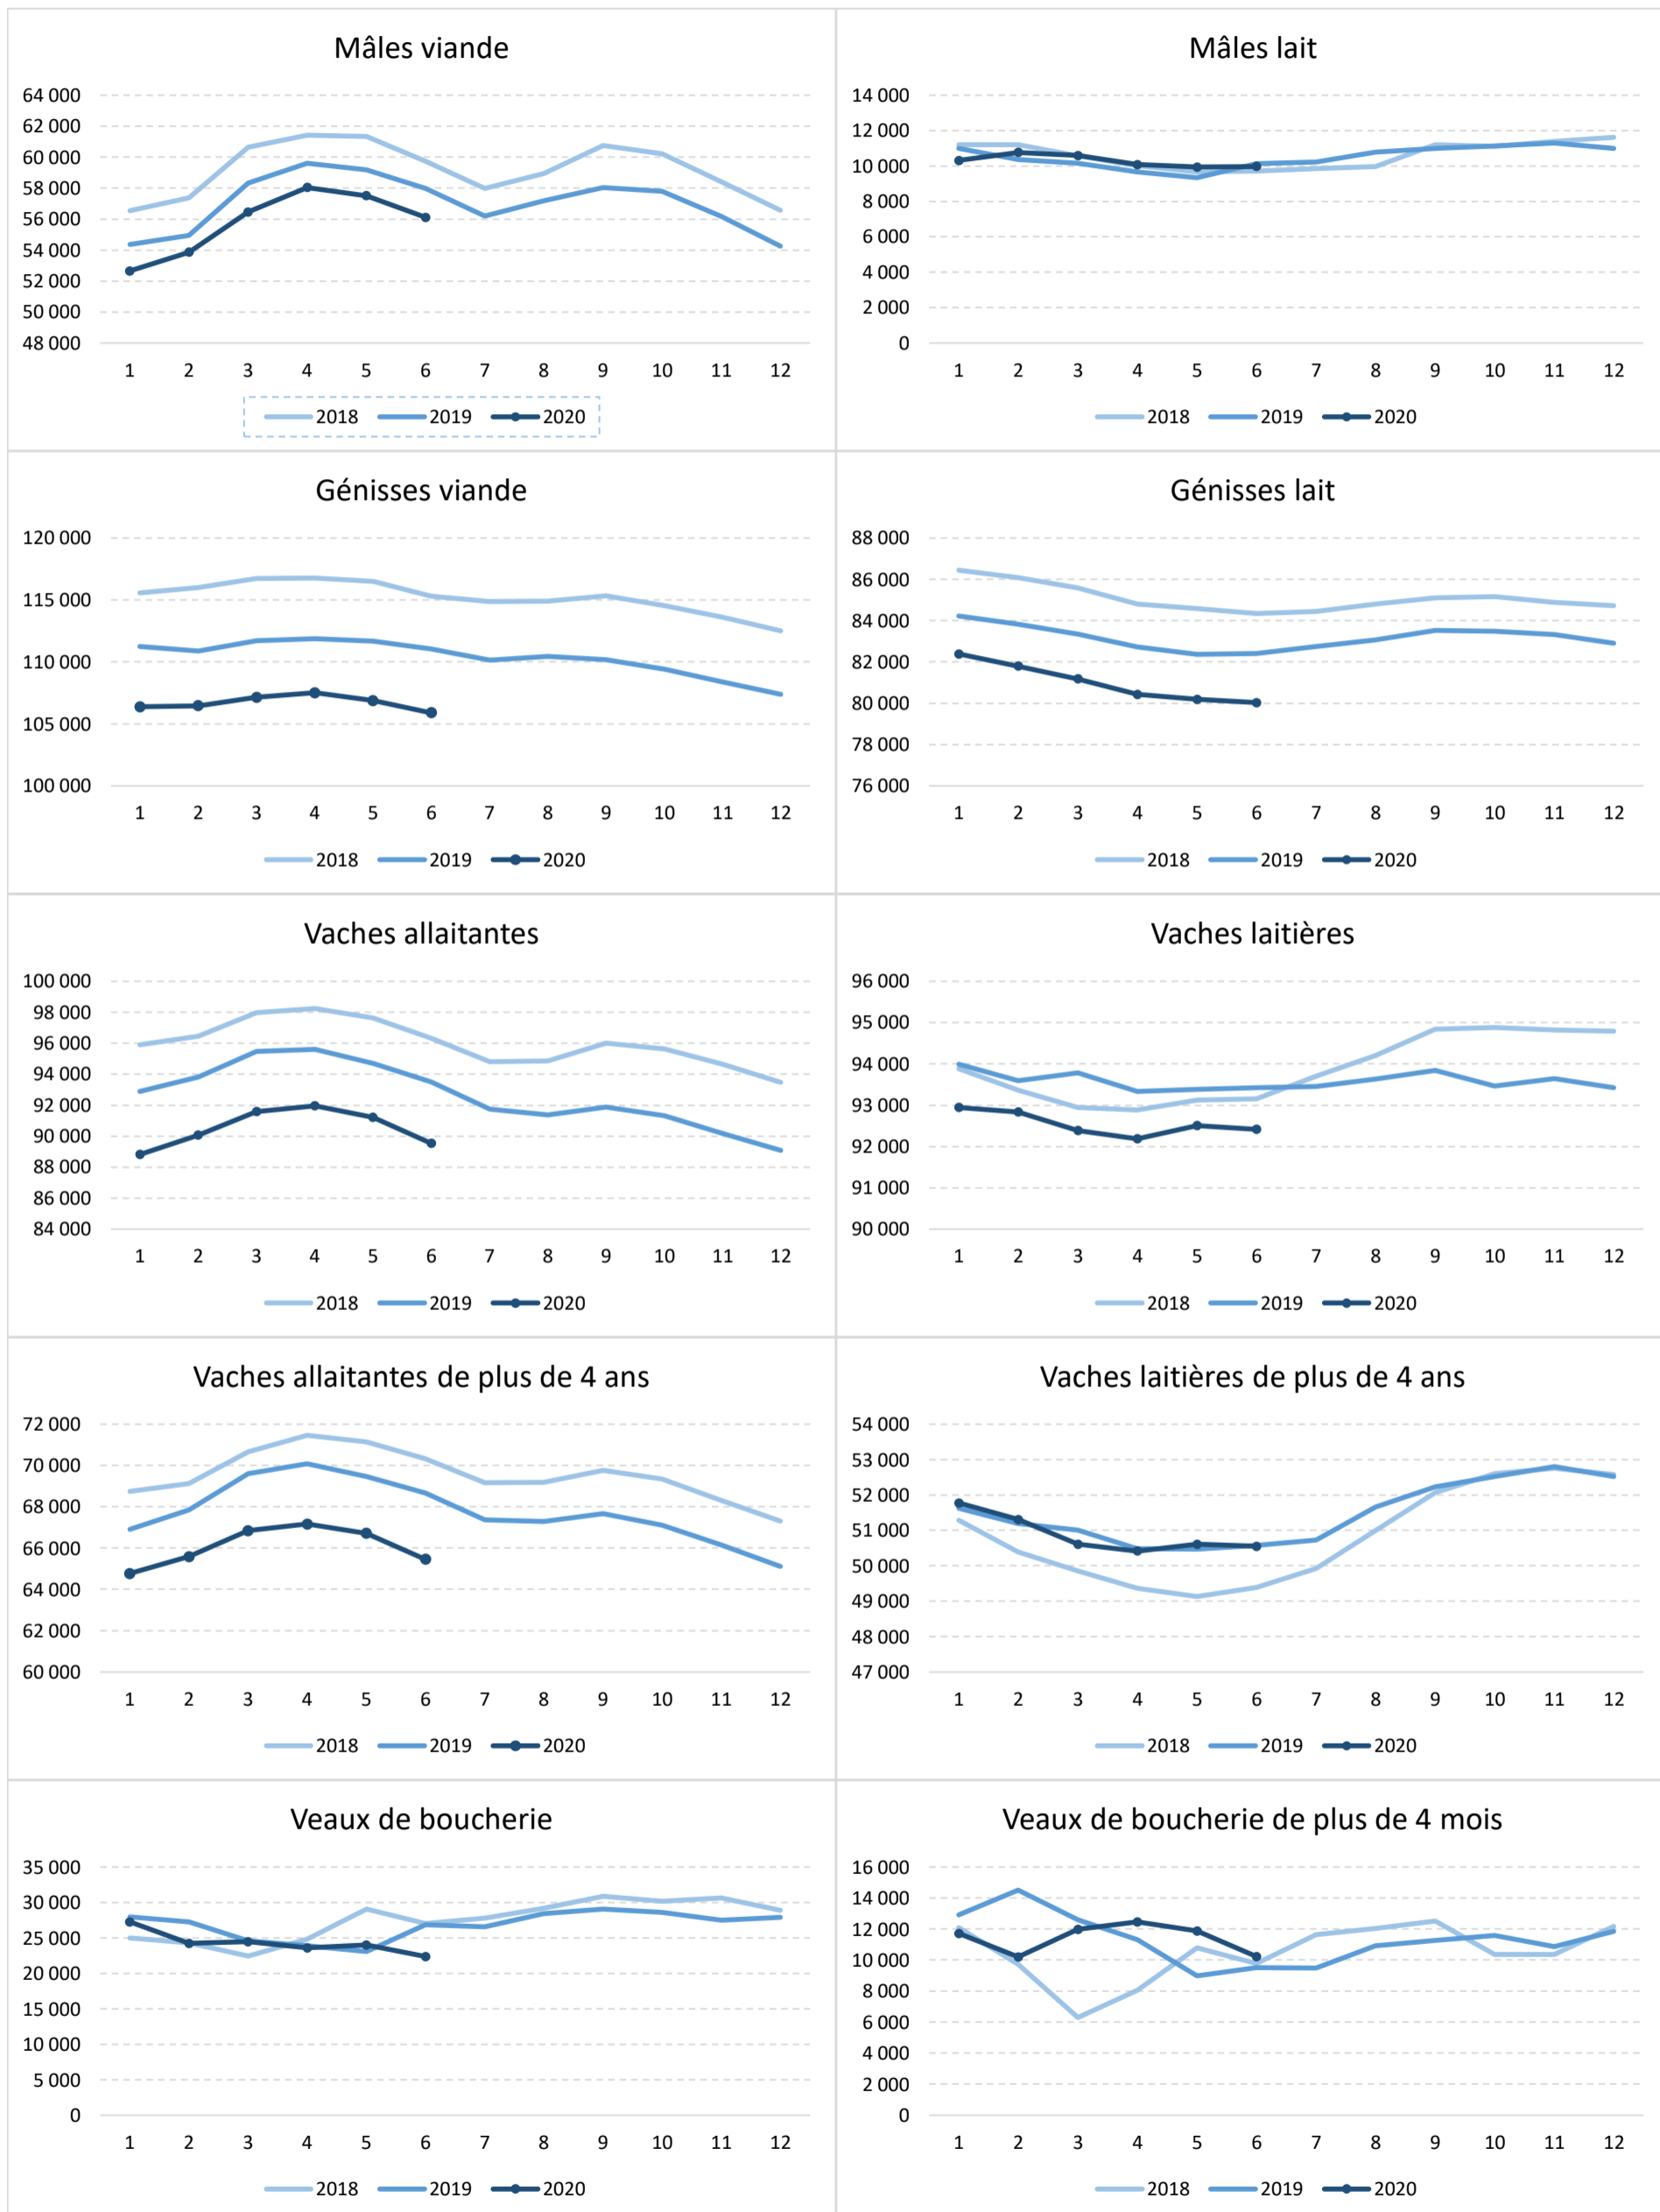 Mâles viande
64 000
62 000
60 000
58 000
56 000
54 000
52 000
50 000
48 000
1 2 3 4 5 6 7 8 9 10 11 12
2018 2019 2020
Mâles lait
14 000
12 000
10 000
8 000
6 000
4 000
2 000
0
1 2 3 4 5 6 7 8 9 10 11 12
2018 2019 2020
Génisses viande
120 000
115 000
110 000
105 000
100 000
1 2 3 4 5 6 7 8 9 10 11 12
2018 2019 2020
Génisses lait
88 000
86 000
84 000
82 000
80 000
78 000
76 000
1 2 3 4 5 6 7 8 9 10 11 12
2018 2019 2020
Vaches allaitantes
100 000
98 000
96 000
94 000
92 000
90 000
88 000
86 000
84 000
1 2 3 4 5 6 7 8 9 10 11 12
2018 2019 2020
Vaches laitières
96 000
95 000
94 000
93 000
92 000
91 000
90 000
1 2 3 4 5 6 7 8 9 10 11 12
2018 2019 2020
Vaches allaitantes de plus de 4 ans
72 000
70 000
68 000
66 000
64 000
62 000
60 000
1 2 3 4 5 6 7 8 9 10 11 12
2018 2019 2020
Vaches laitières de plus de 4 ans
54 000
53 000
52 000
51 000
50 000
49 000
48 000
47 000
1 2 3 4 5 6 7 8 9 10 11 12
2018 2019 2020
Veaux de boucherie
35 000
30 000
25 000
20 000
15 000
10 000
5 000
0
1 2 3 4 5 6 7 8 9 10 11 12
2018 2019 2020
Veaux de boucherie de plus de 4 mois
16 000
14 000
12 000
10 000
8 000
6 000
4 000
2 000
0
1 2 3 4 5 6 7 8 9 10 11 12
2018 2019 2020